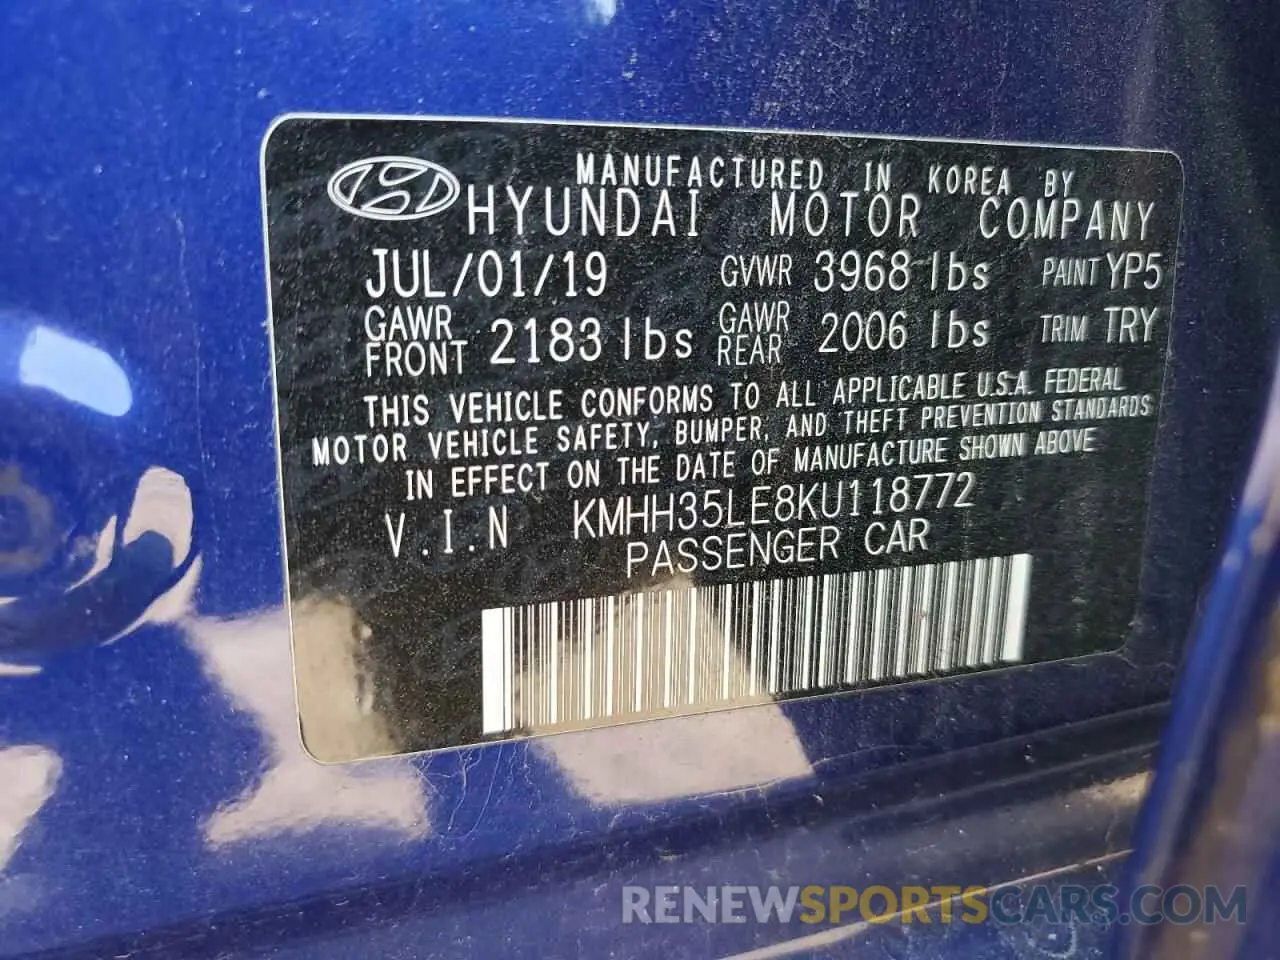 MANUFACTURED IN KOREA BY
HYUNDAI MOTOR COMPANY
JUL/01/19 GVWR 3968 lbs PAINT YP5
GAWR FRONT 2183 lbs GAWR REAR 2006 lbs TRIM TRY
THIS VEHICLE CONFORMS TO ALL APPLICABLE U.S.A. FEDERAL
MOTOR VEHICLE SAFETY, BUMPER, AND THEFT PREVENTION STANDARDS
IN EFFECT ON THE DATE OF MANUFACTURE SHOWN ABOVE
V.I.N KMHH35LE8KU118772
PASSENGER CAR
RENEWSPORTSCARS.COM